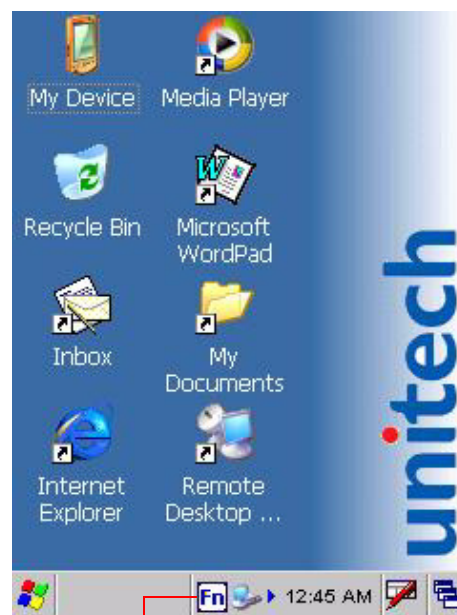 My Device
Media Player
Recycle Bin
Microsoft
WordPad
Inbox
My
Documents
Internet
Explorer
Remote
Desktop ...
unitech
Fn
12:45 AM